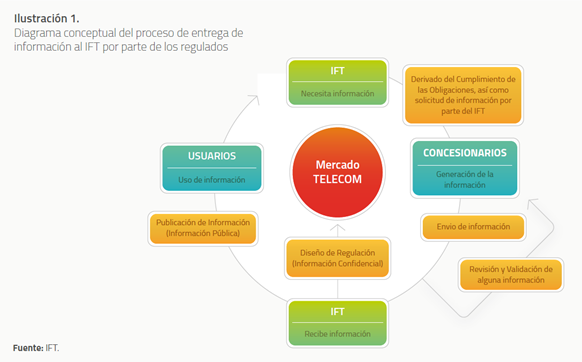 Ilustración 1.
Diagrama conceptual del proceso de entrega de
información al IFT por parte de los regulados
IFT
Necesita información
Derivado del Cumplimiento de
las Obligaciones, así como
solicitud de información por
parte del IFT
USUARIOS
Uso de información
Mercado
TELECOM
CONCESIONARIOS
Generación de la
información
Publicación de Información
(Información Pública)
Envio de información
Diseño de Regulación
(Información Confidencial)
Revisión y Validación de
alguna información
IFT
Recibe información
Fuente: IFT.